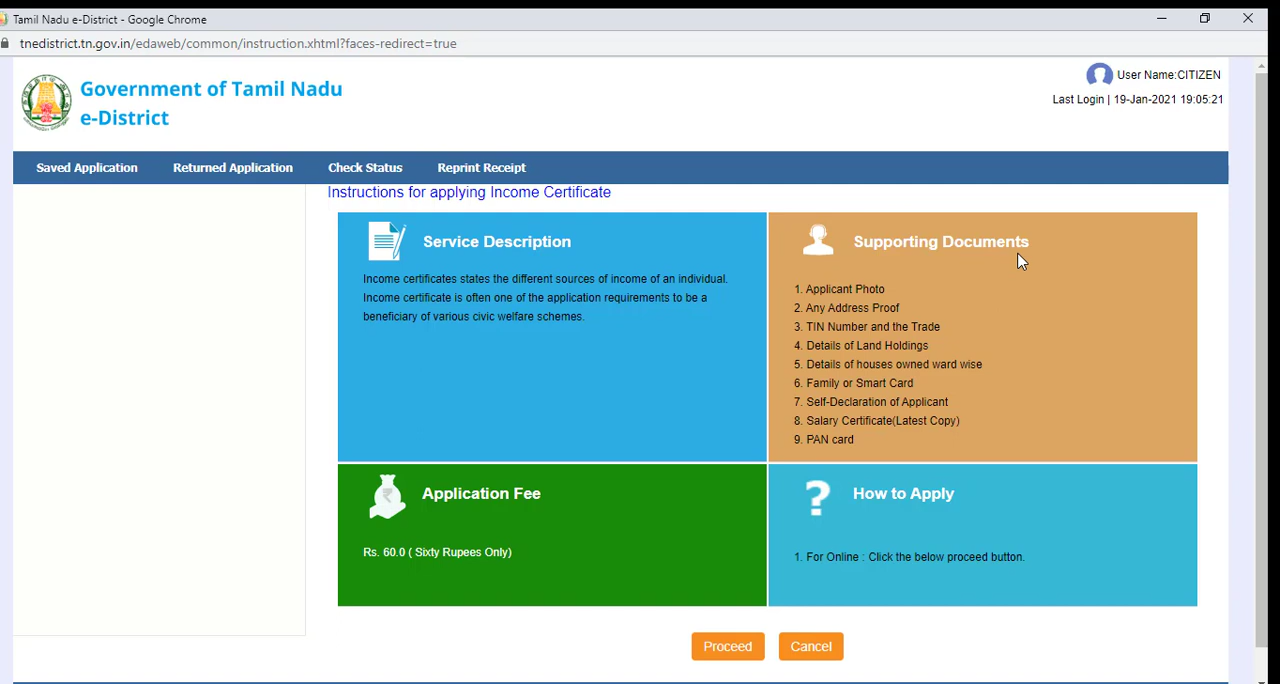 Tamil Nadu e-District - Google Chrome
tnedistrict.tn.gov.in/edaweb/common/instruction.xhtml?faces-redirect=true
Government of Tamil Nadu
e-District
User Name:CITIZEN
Last Login | 19-Jan-2021 19:05:21
Saved Application Returned Application Check Status Reprint Receipt
Instructions for applying Income Certificate
Service Description
Income certificates states the different sources of income of an individual.
Income certificate is often one of the application requirements to be a
beneficiary of various civic welfare schemes.
Supporting Documents
1. Applicant Photo
2. Any Address Proof
3. TIN Number and the Trade
4. Details of Land Holdings
5. Details of houses owned ward wise
6. Family or Smart Card
7. Self-Declaration of Applicant
8. Salary Certificate(Latest Copy)
9. PAN card
Application Fee
Rs. 60.0 ( Sixty Rupees Only)
How to Apply
1. For Online : Click the below proceed button.
Proceed Cancel